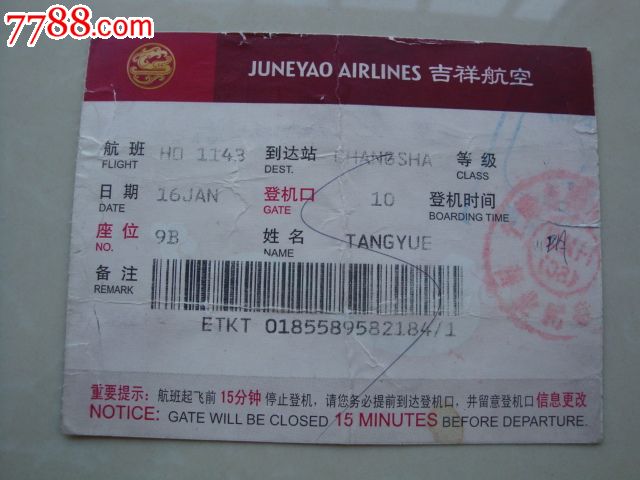 7788.com
JUNEYAO AIRLINES 吉祥航空
航班 HO 1143 到达站 CHANGSHA 等级
FLIGHT DEST. CLASS
日期 16JAN 登机口 10 登机时间
DATE GATE BOARDING TIME
座位 9B 姓名 TANGYUE
NO. NAME
备注
REMARK
ETKT 0185589582184/1
重要提示: 航班起飞前 15分钟 停止登机，请您务必提前到达登机口，并留意登机口信息更改
NOTICE: GATE WILL BE CLOSED 15 MINUTES BEFORE DEPARTURE.